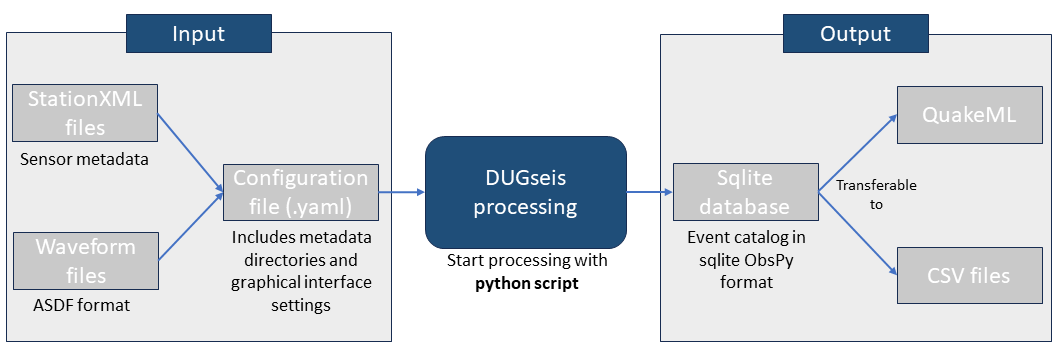 Input
StationXML
files
Sensor metadata
Waveform
files
ASDF format
Configuration
file (.yaml)
Includes metadata
directories and
graphical interface
settings
DUGseis
processing
Start processing with
python script
Output
Sqlite
database
Event catalog in
sqlite ObsPy
format
Transferable
to
QuakeML
CSV files